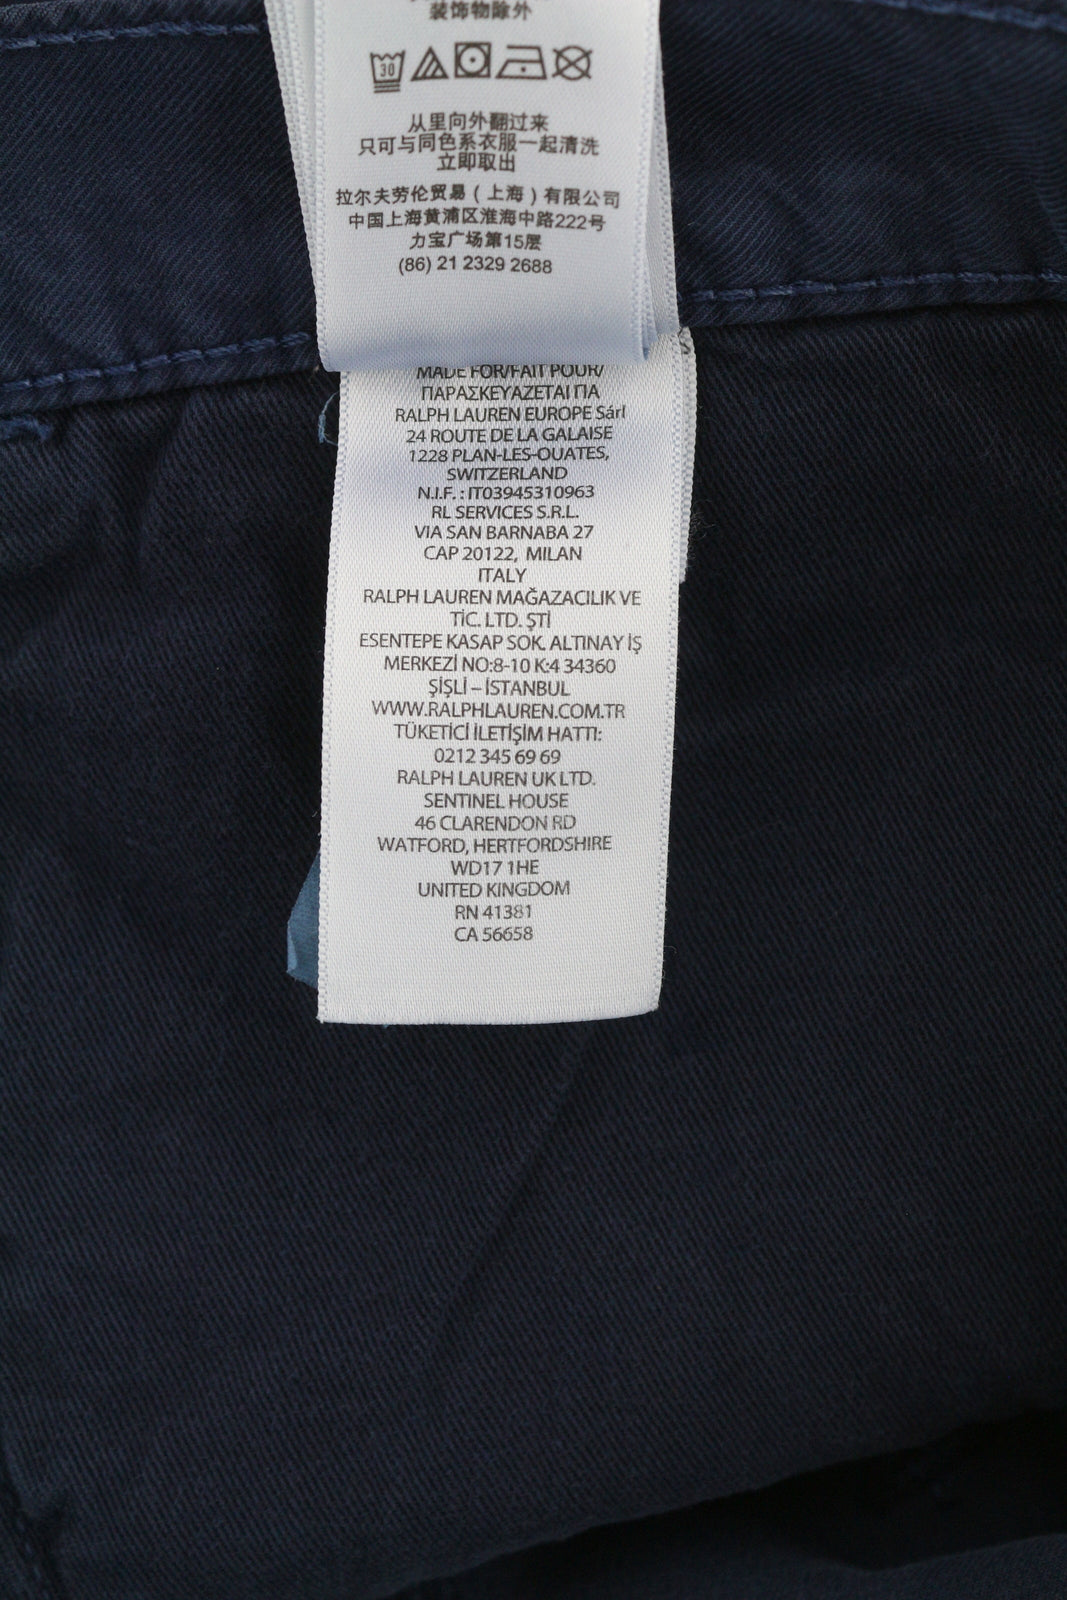 装饰物除外
30
从里向外翻过来
只可与同色系衣服一起清洗
立即取出
拉尔夫劳伦贸易（上海）有限公司
中国上海黄浦区淮海中路222号
力宝广场第15层
(86) 21 2329 2688
MADE FOR/FAIT POUR/
ΠΑΡΑΣΚΕΥΑΖΕΤΑΙ ΓΙΑ
RALPH LAUREN EUROPE Sárl
24 ROUTE DE LA GALAISE
1228 PLAN-LES-OUATES,
SWITZERLAND
N.I.F. : IT03945310963
RL SERVICES S.R.L.
VIA SAN BARNABA 27
CAP 20122, MILAN
ITALY
RALPH LAUREN MAĞAZACILIK VE
TİC. LTD. ŞTİ
ESENTEPE KASAP SOK. ALTINAY İŞ
MERKEZİ NO:8-10 K:4 34360
ŞİŞLİ – İSTANBUL
WWW.RALPHLAUREN.COM.TR
TÜKETİCİ İLETİŞİM HATTI:
0212 345 69 69
RALPH LAUREN UK LTD.
SENTINEL HOUSE
46 CLARENDON RD
WATFORD, HERTFORDSHIRE
WD17 1HE
UNITED KINGDOM
RN 41381
CA 56658